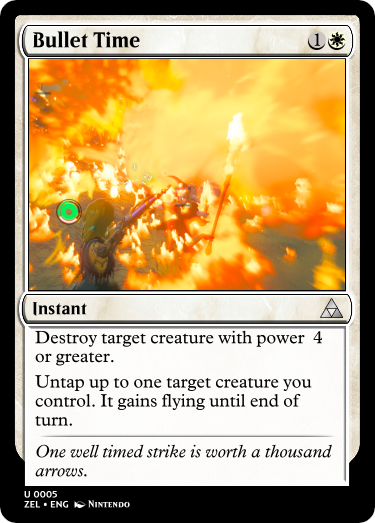 Bullet Time
1
Instant
Destroy target creature with power  4
or greater.
Untap up to one target creature you
control. It gains flying until end of
turn.
One well timed strike is worth a thousand
arrows.
U 0005
ZEL • ENG Nintendo